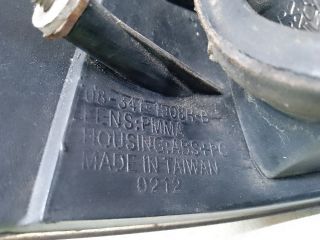 LENS:PMMA
HOUSING:ABS+PC
MADE IN TAIWAN
0212